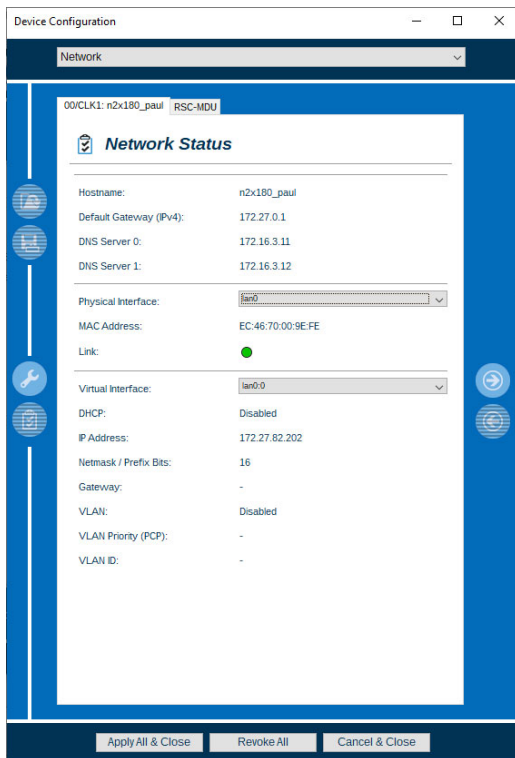 Device Configuration
Network
00/CLK1: n2x180_paul RSC-MDU
Network Status
Hostname: n2x180_paul
Default Gateway (IPv4): 172.27.0.1
DNS Server 0: 172.16.3.11
DNS Server 1: 172.16.3.12
Physical Interface: lan0
MAC Address: EC:46:70:00:9E:FE
Link:
Virtual Interface: lan0:0
DHCP: Disabled
IP Address: 172.27.82.202
Netmask / Prefix Bits: 16
Gateway: -
VLAN: Disabled
VLAN Priority (PCP): -
VLAN ID: -
Apply All & Close Revoke All Cancel & Close